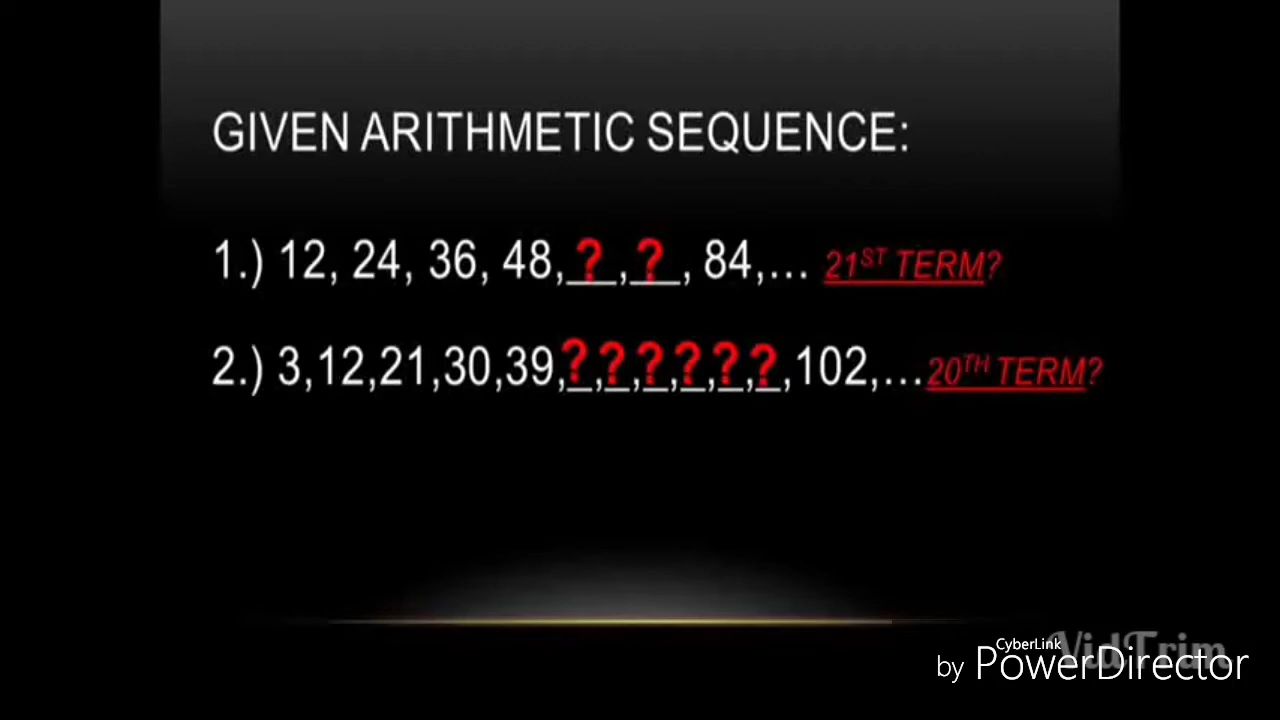 GIVEN ARITHMETIC SEQUENCE:
1.) 12, 24, 36, 48,?,?, 84,... 21ST TERM?
2.) 3,12,21,30,39,?,?,?,?,?,?,102,...20TH TERM?
VidTrim
CyberLink
by PowerDirector